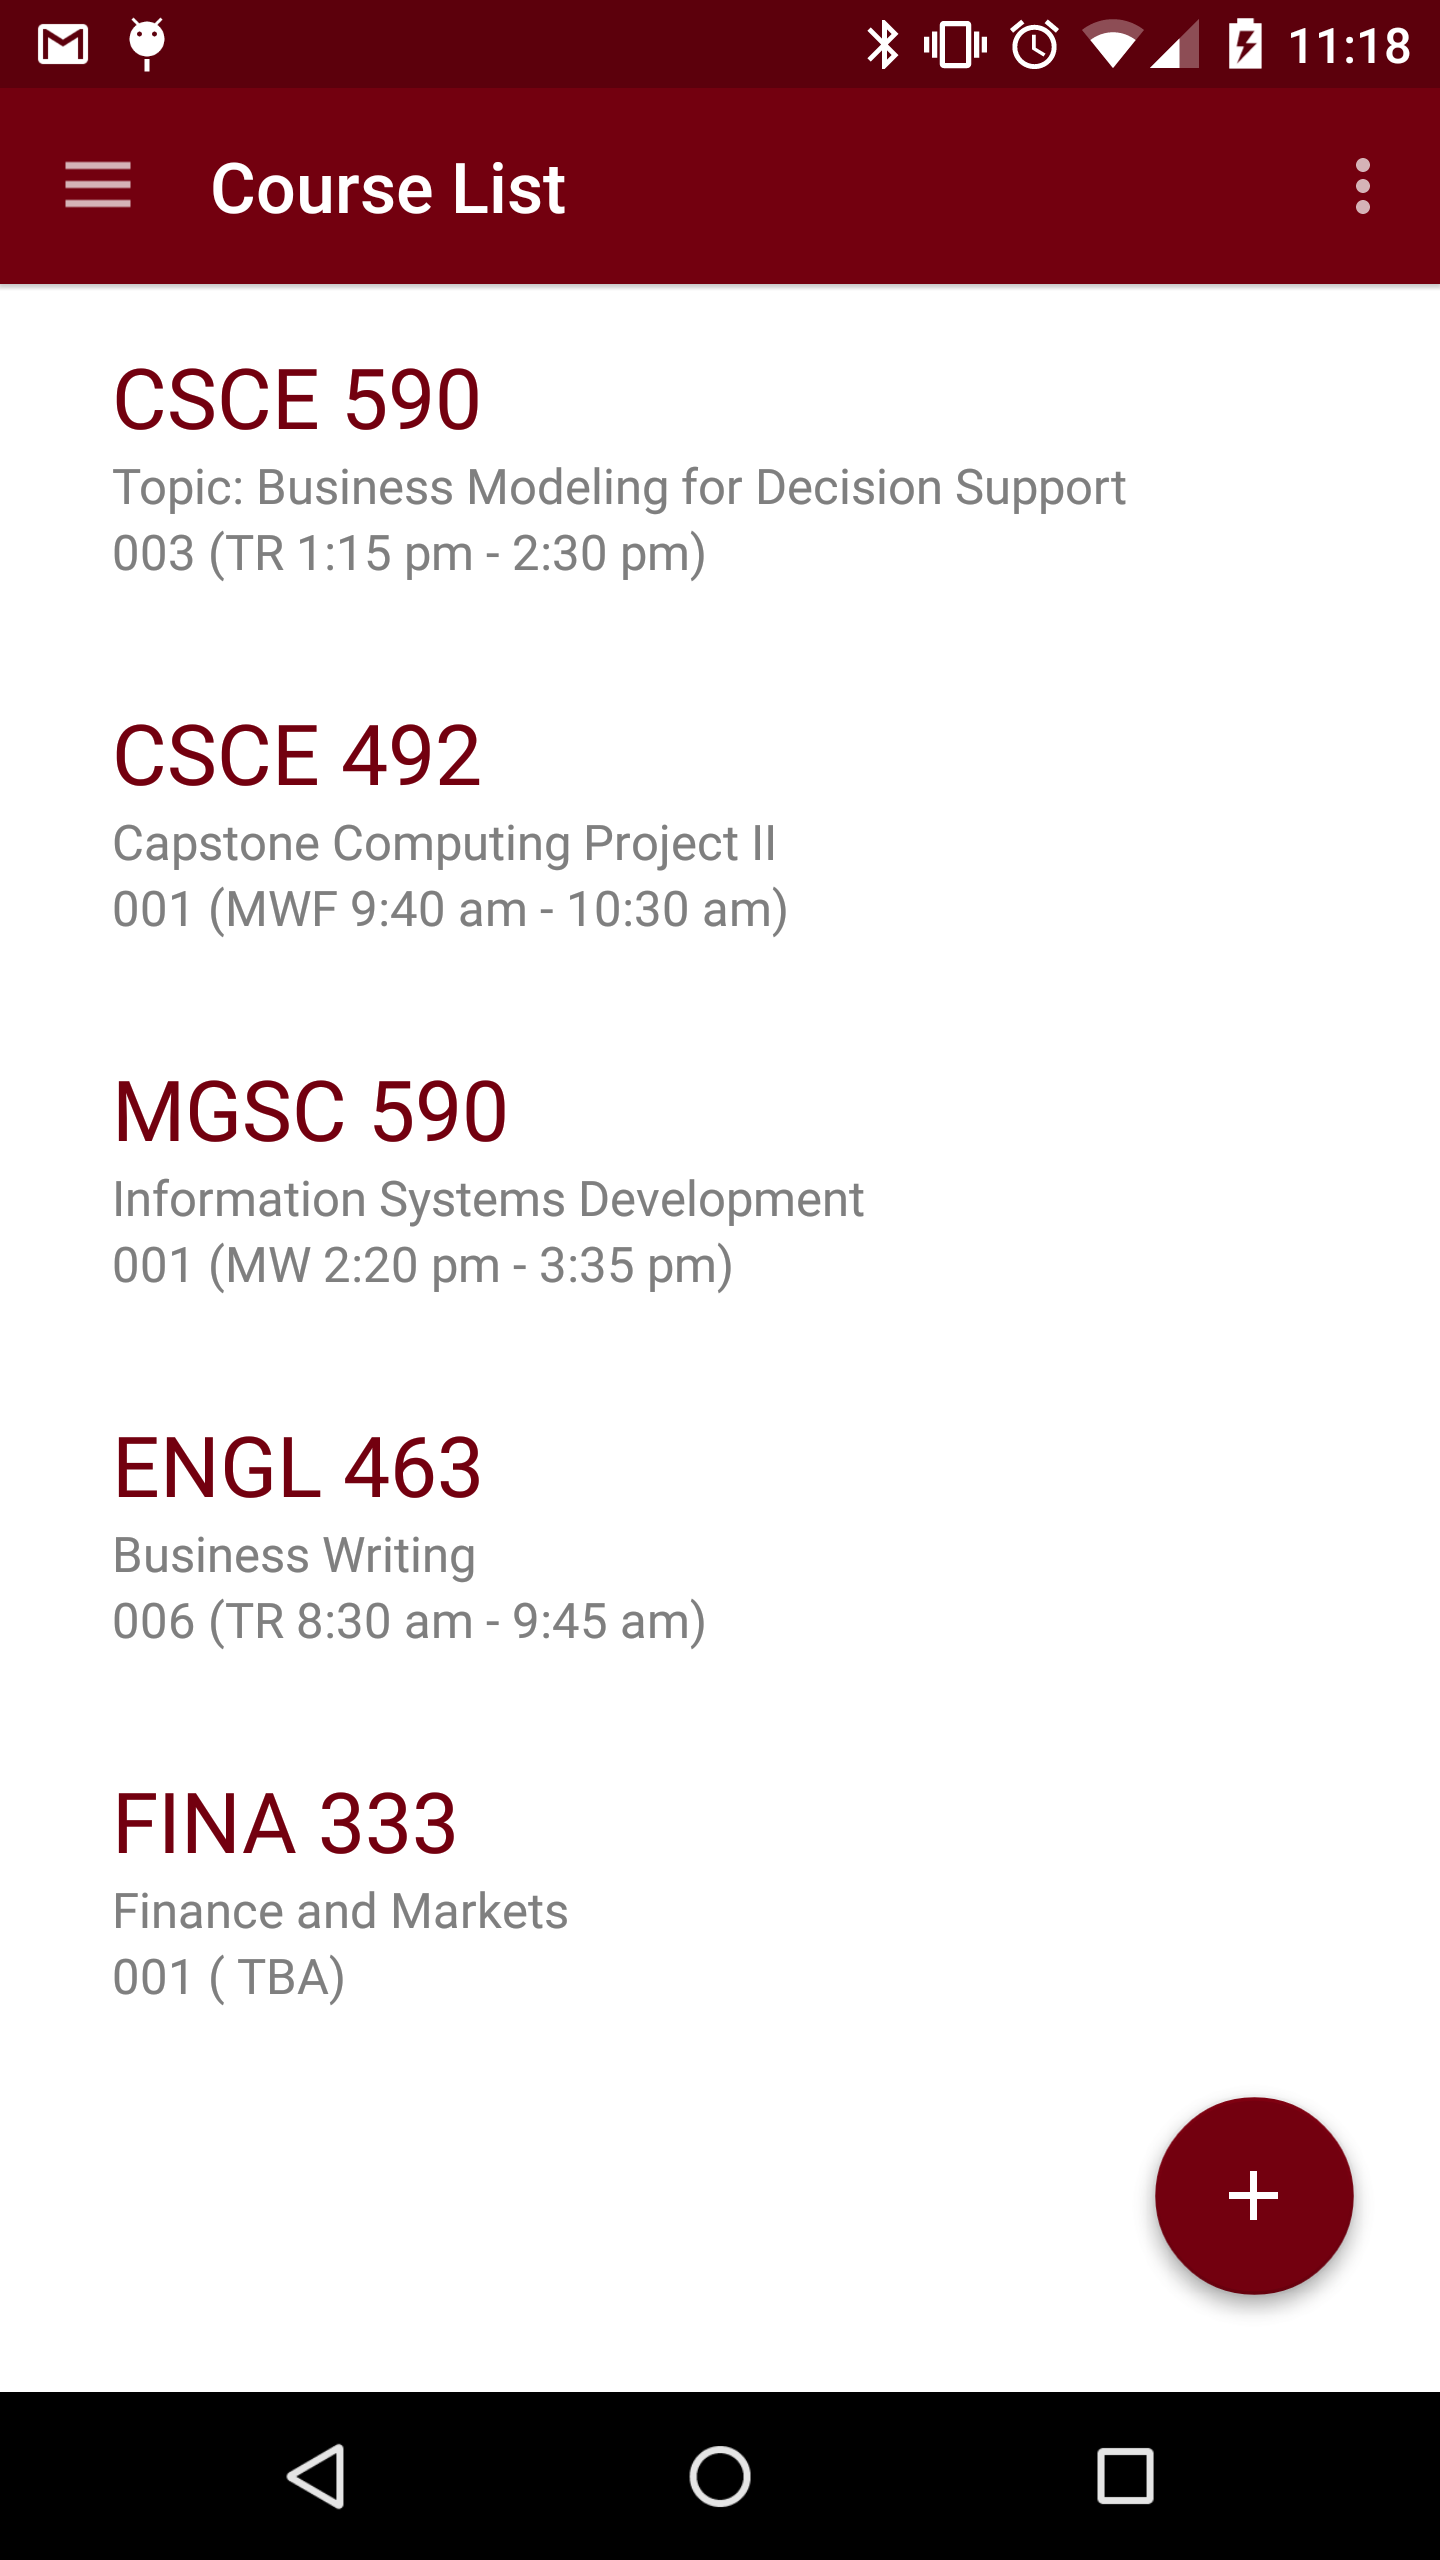 11:18
Course List
CSCE 590
Topic: Business Modeling for Decision Support
003 (TR 1:15 pm - 2:30 pm)
CSCE 492
Capstone Computing Project II
001 (MWF 9:40 am - 10:30 am)
MGSC 590
Information Systems Development
001 (MW 2:20 pm - 3:35 pm)
ENGL 463
Business Writing
006 (TR 8:30 am - 9:45 am)
FINA 333
Finance and Markets
001 ( TBA)